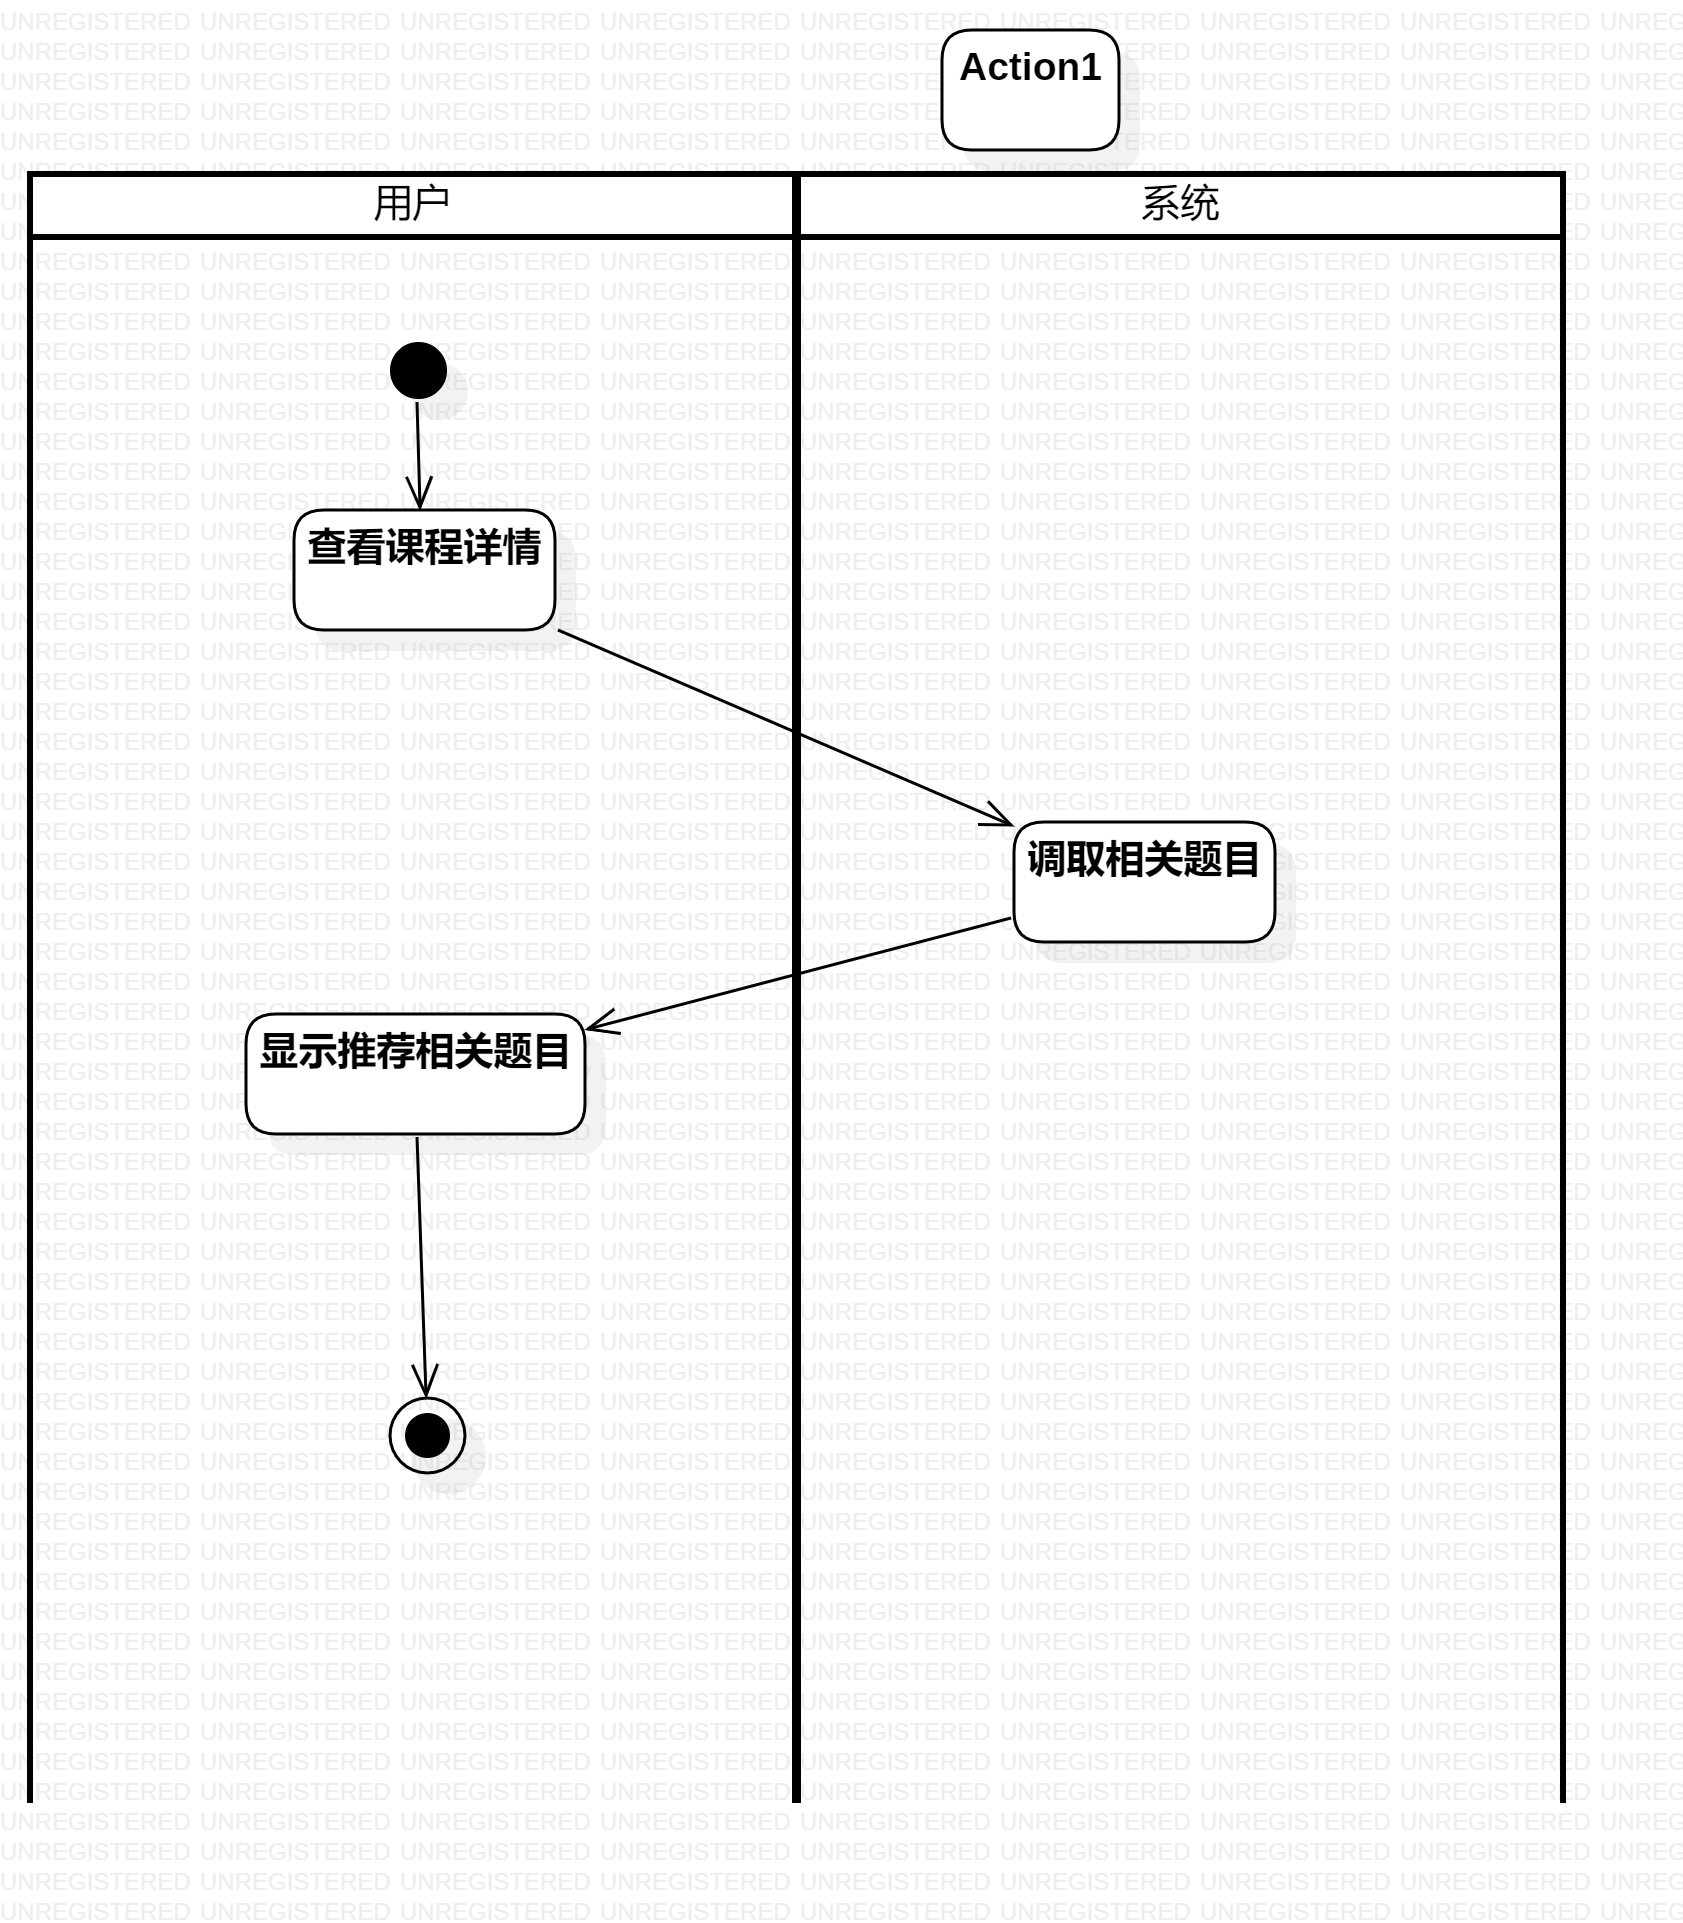 Action1
用户
系统
查看课程详情
调取相关题目
显示推荐相关题目